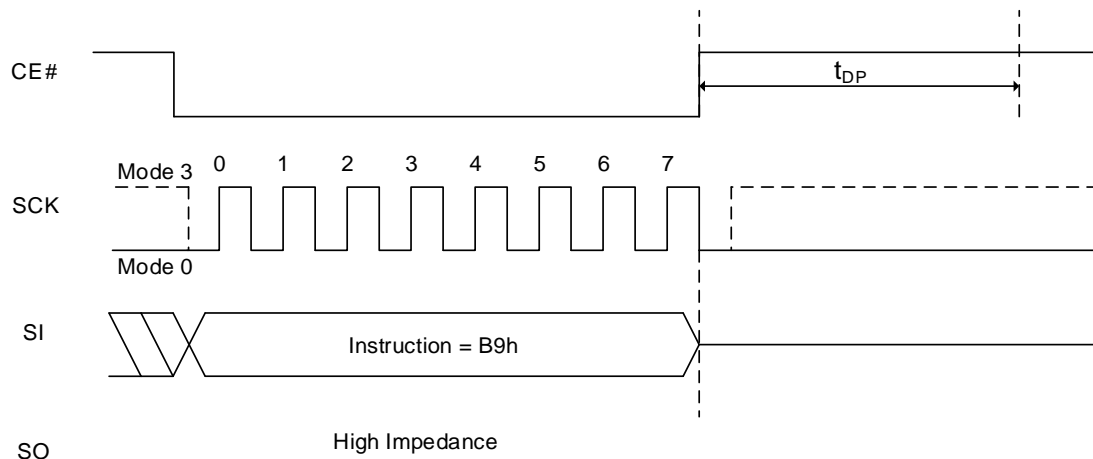 CE#
tDP
Mode 3 0 1 2 3 4 5 6 7
SCK
Mode 0
SI
Instruction = B9h
High Impedance
SO